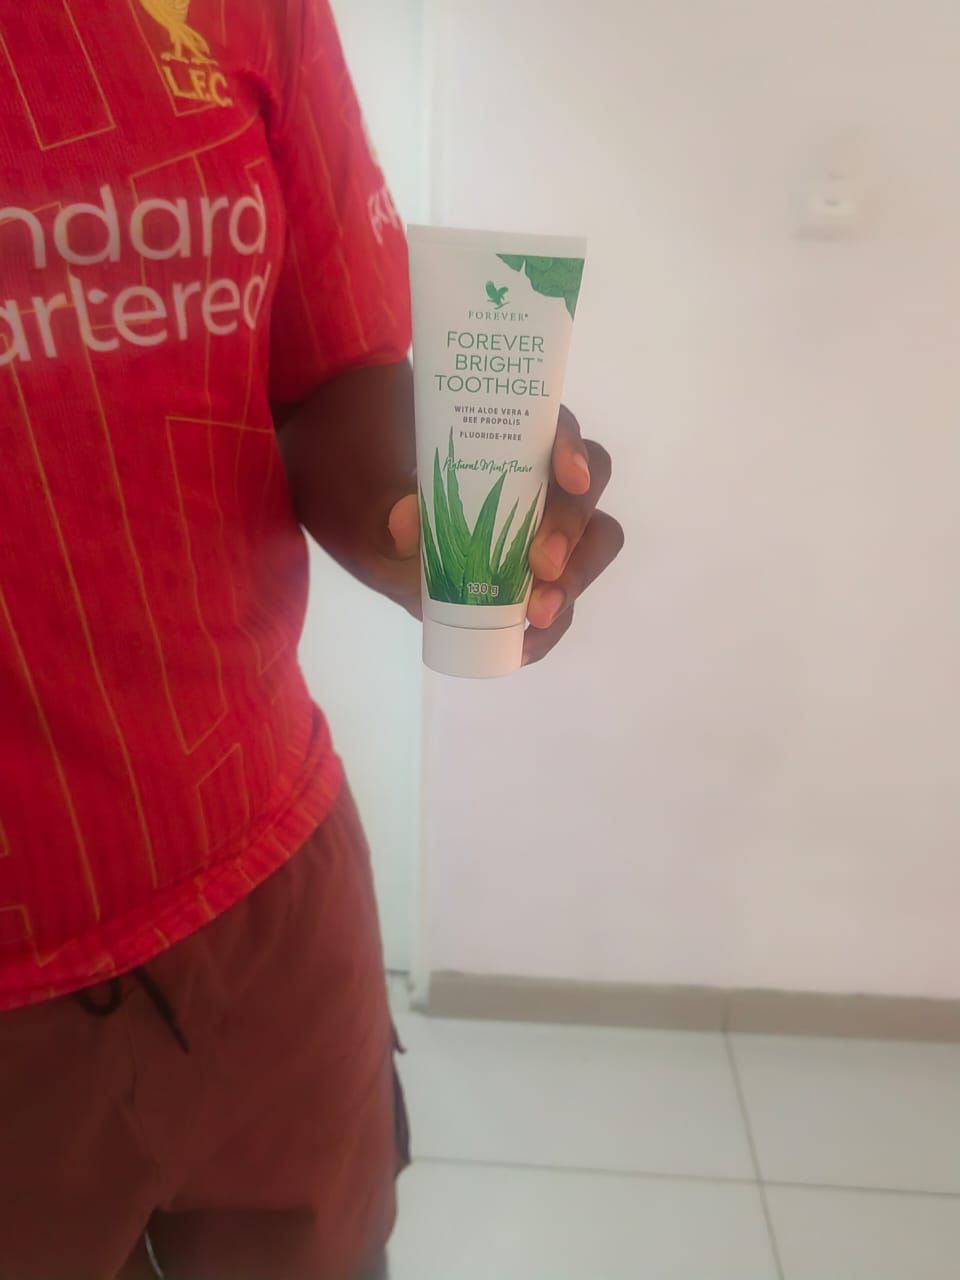 L.F.C.
ndard
artered
FOREVER®
FOREVER
BRIGHT™
TOOTHGEL
WITH ALOE VERA &
BEE PROPOLIS
FLUORIDE-FREE
Natural Mint Flavor
130 g